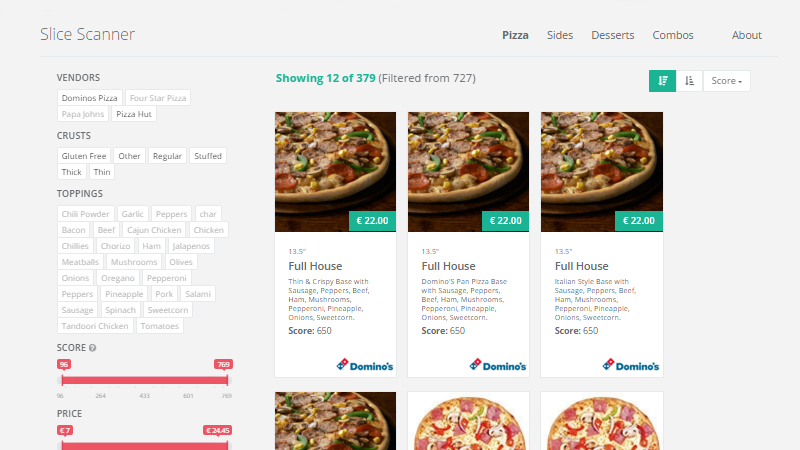 Slice Scanner
Pizza Sides Desserts Combos About
VENDORS
Dominos Pizza Four Star Pizza
Papa Johns Pizza Hut
CRUSTS
Gluten Free Other Regular Stuffed
Thick Thin
TOPPINGS
Chili Powder Garlic Peppers char
Bacon Beef Cajun Chicken Chicken
Chillies Chorizo Ham Jalapenos
Meatballs Mushrooms Olives
Onions Oregano Pepperoni
Peppers Pineapple Pork Salami
Sausage Spinach Sweetcorn
Tandoori Chicken Tomatoes
SCORE ?
96 769
96 264 433 601 769
PRICE
€ 7 € 24.45
Showing 12 of 379 (Filtered from 727)
Score
€ 22.00
13.5"
Full House
Thin & Crispy Base with
Sausage, Peppers, Beef,
Ham, Mushrooms,
Pepperoni, Pineapple,
Onions, Sweetcorn.
Score: 650
Domino's
€ 22.00
13.5"
Full House
Domino'S Pan Pizza Base
with Sausage, Peppers,
Beef, Ham, Mushrooms,
Pepperoni, Pineapple,
Onions, Sweetcorn.
Score: 650
Domino's
€ 22.00
13.5"
Full House
Italian Style Base with
Sausage, Peppers, Beef,
Ham, Mushrooms,
Pepperoni, Pineapple,
Onions, Sweetcorn.
Score: 650
Domino's